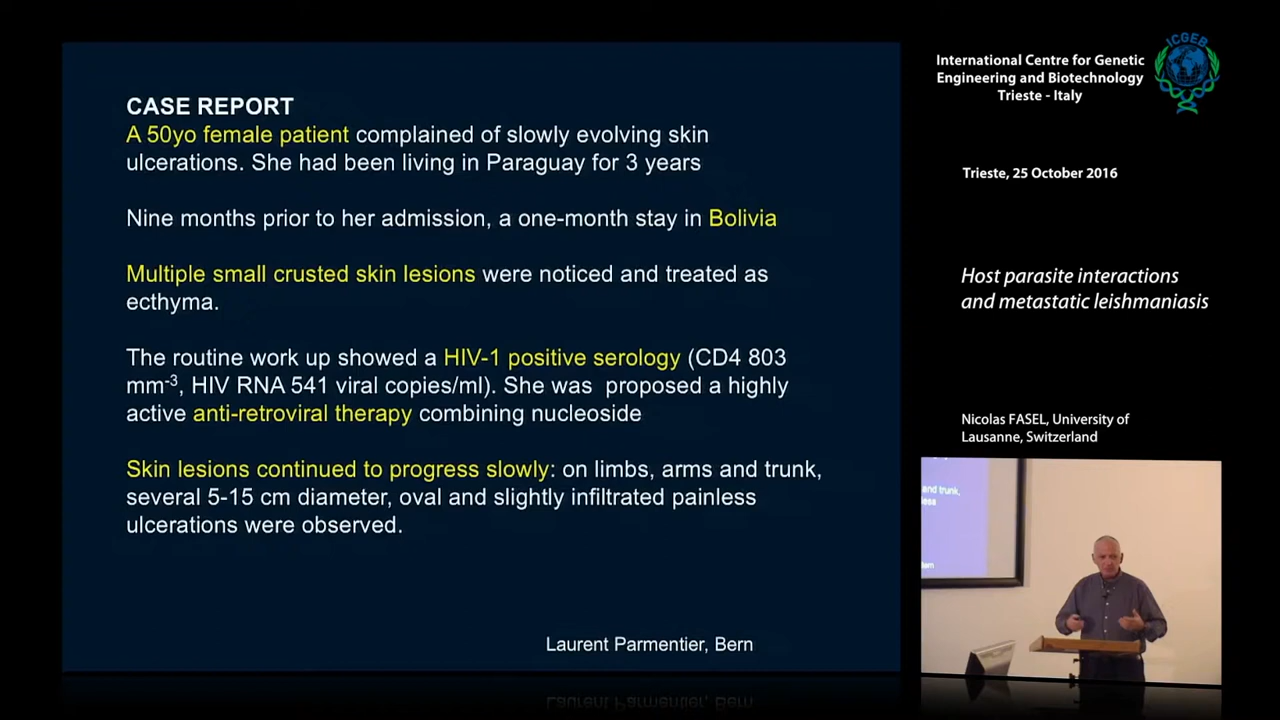 CASE REPORT
A 50yo female patient complained of slowly evolving skin
ulcerations. She had been living in Paraguay for 3 years
Nine months prior to her admission, a one-month stay in Bolivia
Multiple small crusted skin lesions were noticed and treated as
ecthyma.
The routine work up showed a HIV-1 positive serology (CD4 803
mm-3, HIV RNA 541 viral copies/ml). She was  proposed a highly
active anti-retroviral therapy combining nucleoside
Skin lesions continued to progress slowly: on limbs, arms and trunk,
several 5-15 cm diameter, oval and slightly infiltrated painless
ulcerations were observed.
Laurent Parmentier, Bern
International Centre for Genetic
Engineering and Biotechnology
Trieste - Italy
ICGEB
Trieste, 25 October 2016
Host parasite interactions
and metastatic leishmaniasis
Nicolas FASEL, University of
Lausanne, Switzerland